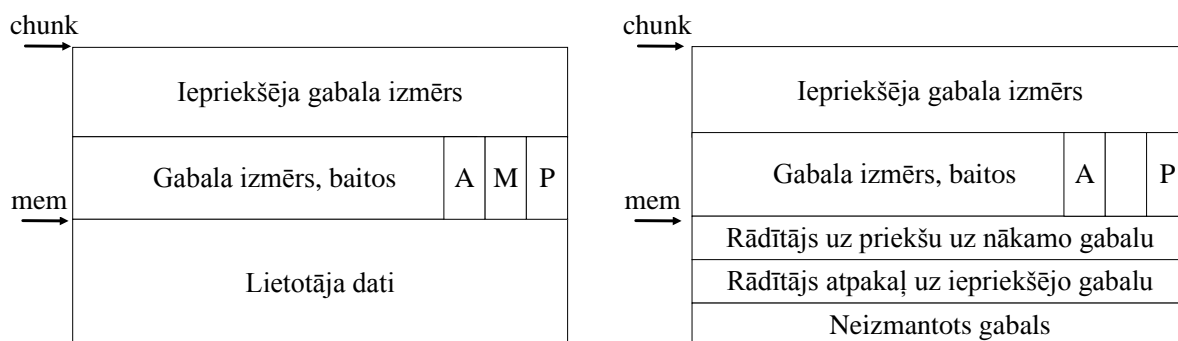 chunk
Iepriekšēja gabala izmērs
Gabala izmērs, baitos A M P
mem
Lietotāja dati
chunk
Iepriekšēja gabala izmērs
Gabala izmērs, baitos A P
mem
Rādītājs uz priekšu uz nākamo gabalu
Rādītājs atpakaļ uz iepriekšējo gabalu
Neizmantots gabals